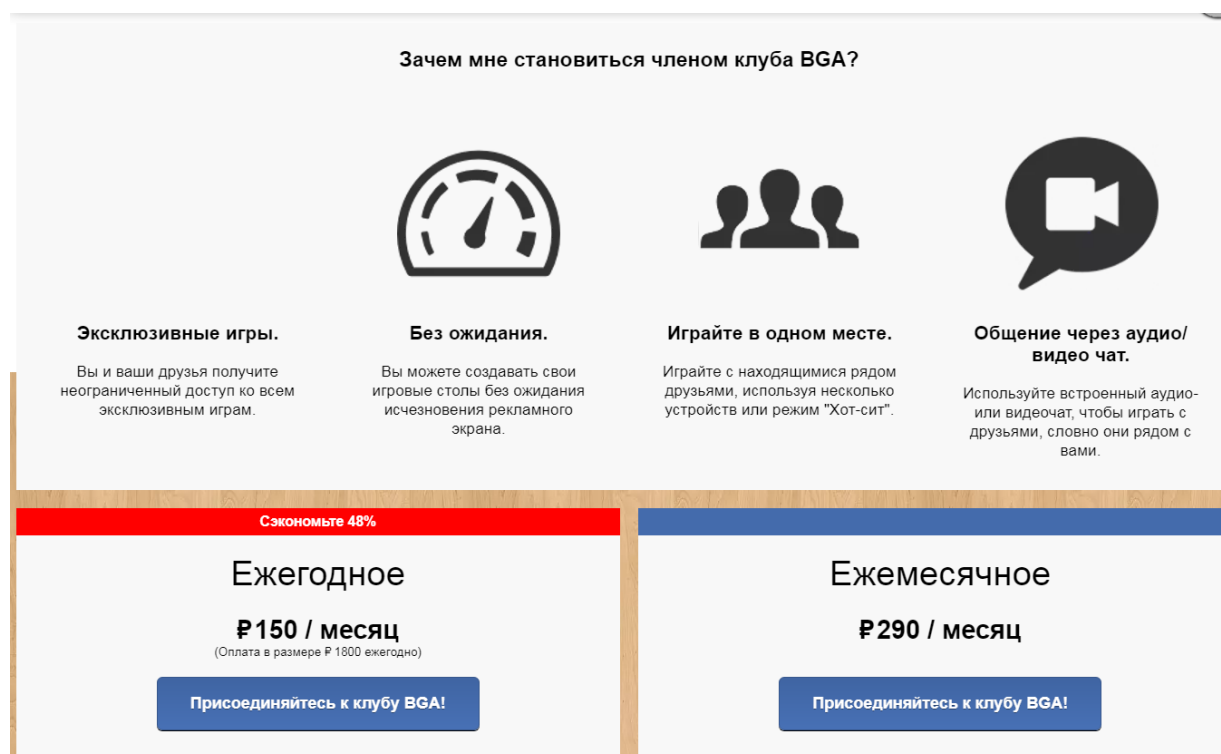 Зачем мне становиться членом клуба BGA?
Эксклюзивные игры.
Вы и ваши друзья получите
неограниченный доступ ко всем
эксклюзивным играм.
Без ожидания.
Вы можете создавать свои
игровые столы без ожидания
исчезновения рекламного
экрана.
Играйте в одном месте.
Играйте с находящимися рядом
друзьями, используя несколько
устройств или режим "Хот-сит".
Общение через аудио/
видео чат.
Используйте встроенный аудио-
или видеочат, чтобы играть с
друзьями, словно они рядом с
вами.
Сэкономьте 48%
Ежегодное
₽150 / месяц
(Оплата в размере ₽ 1800 ежегодно)
Присоединяйтесь к клубу BGA!
Ежемесячное
₽290 / месяц
Присоединяйтесь к клубу BGA!